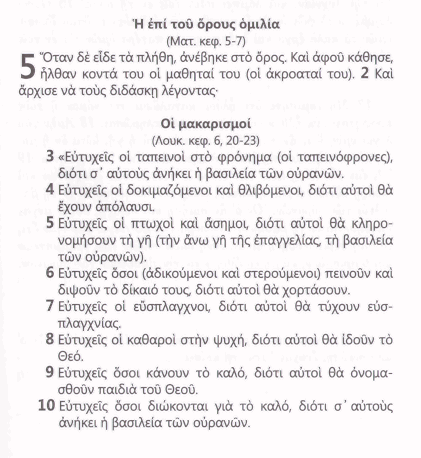 Ἡ ἐπί τοῦ ὄρους ὁμιλία
(Ματ. κεφ. 5-7)
5 Ὅταν δὲ εἶδε τὰ πλήθη, ἀνέβηκε στὸ ὄρος. Καὶ ἀφοῦ κάθησε,
ἦλθαν κοντά του οἱ μαθηταί του (οἱ ἀκροαταί του). 2 Καὶ
ἄρχισε νὰ τοὺς διδάσκῃ λέγοντας·
Οἱ μακαρισμοί
(Λουκ. κεφ. 6, 20-23)
3 «Εὐτυχεῖς οἱ ταπεινοὶ στὸ φρόνημα (οἱ ταπεινόφρονες),
διότι σ᾿ αὐτοὺς ἀνήκει ἡ βασιλεία τῶν οὐρανῶν.
4 Εὐτυχεῖς οἱ δοκιμαζόμενοι καὶ θλιβόμενοι, διότι αὐτοὶ θὰ
ἔχουν ἀπόλαυσι.
5 Εὐτυχεῖς οἱ πτωχοὶ καὶ ἄσημοι, διότι αὐτοὶ θὰ κληρο-
νομήσουν τὴ γῆ (τὴν ἄνω γῆ τῆς ἐπαγγελίας, τὴ βασιλεία
τῶν οὐρανῶν).
6 Εὐτυχεῖς ὅσοι (ἀδικούμενοι καὶ στερούμενοι) πεινοῦν καὶ
διψοῦν τὸ δίκαιό τους, διότι αὐτοὶ θὰ χορτάσουν.
7 Εὐτυχεῖς οἱ εὔσπλαγχνοι, διότι αὐτοὶ θὰ τύχουν εὐσ-
πλαγχνίας.
8 Εὐτυχεῖς οἱ καθαροὶ στὴν ψυχή, διότι αὐτοὶ θὰ ἰδοῦν τὸ
Θεό.
9 Εὐτυχεῖς ὅσοι κάνουν τὸ καλό, διότι αὐτοὶ θὰ ὀνομα-
σθοῦν παιδιὰ τοῦ Θεοῦ.
10 Εὐτυχεῖς ὅσοι διώκονται γιὰ τὸ καλό, διότι σ᾿ αὐτοὺς
ἀνήκει ἡ βασιλεία τῶν οὐρανῶν.